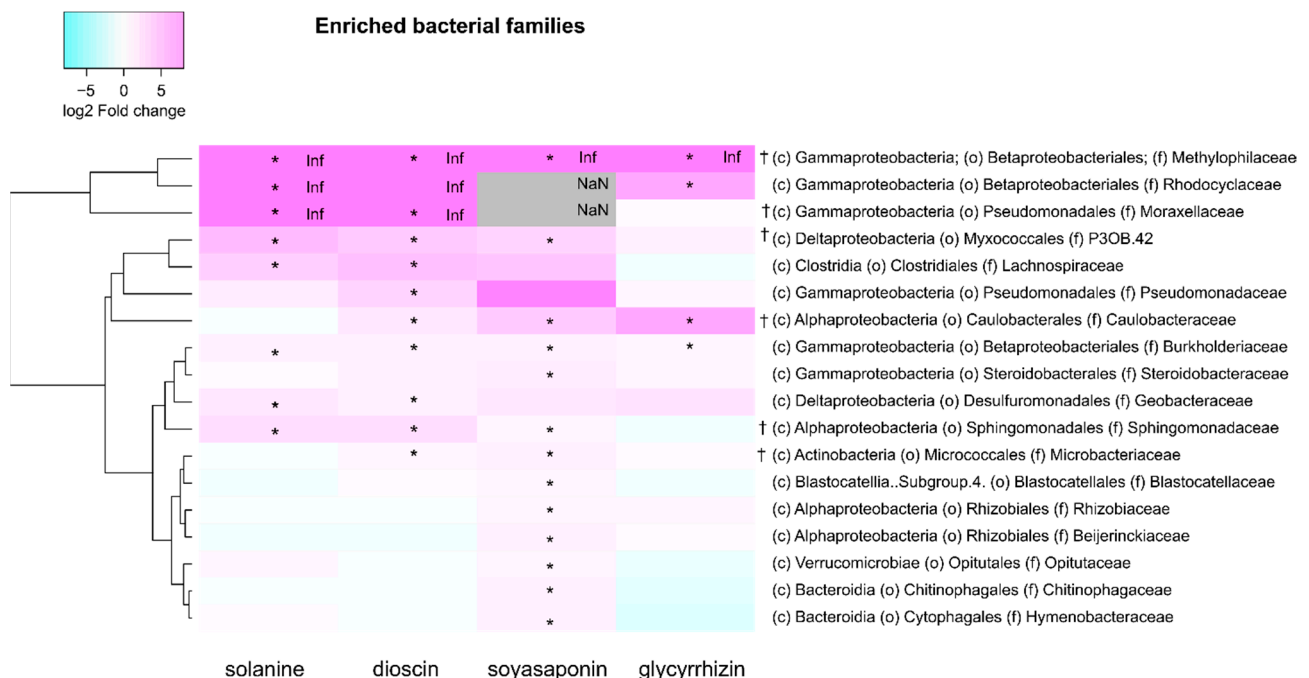 Enriched bacterial families
−5 0 5
log2 Fold change
* Inf * Inf * Inf * Inf † (c) Gammaproteobacteria; (o) Betaproteobacteriales; (f) Methylophilaceae
* Inf Inf NaN * (c) Gammaproteobacteria (o) Betaproteobacteriales (f) Rhodocyclaceae
* Inf * Inf NaN † (c) Gammaproteobacteria (o) Pseudomonadales (f) Moraxellaceae
* * * † (c) Deltaproteobacteria (o) Myxococcales (f) P3OB.42
* * (c) Clostridia (o) Clostridiales (f) Lachnospiraceae
* (c) Gammaproteobacteria (o) Pseudomonadales (f) Pseudomonadaceae
* * * † (c) Alphaproteobacteria (o) Caulobacterales (f) Caulobacteraceae
* * * * (c) Gammaproteobacteria (o) Betaproteobacteriales (f) Burkholderiaceae
* (c) Gammaproteobacteria (o) Steroidobacterales (f) Steroidobacteraceae
* * (c) Deltaproteobacteria (o) Desulfuromonadales (f) Geobacteraceae
* * * † (c) Alphaproteobacteria (o) Sphingomonadales (f) Sphingomonadaceae
* * † (c) Actinobacteria (o) Micrococcales (f) Microbacteriaceae
* (c) Blastocatellia..Subgroup.4. (o) Blastocatellales (f) Blastocatellaceae
* (c) Alphaproteobacteria (o) Rhizobiales (f) Rhizobiaceae
* (c) Alphaproteobacteria (o) Rhizobiales (f) Beijerinckiaceae
* (c) Verrucomicrobiae (o) Opitutales (f) Opitutaceae
* (c) Bacteroidia (o) Chitinophagales (f) Chitinophagaceae
* (c) Bacteroidia (o) Cytophagales (f) Hymenobacteraceae
solanine dioscin soyasaponin glycyrrhizin